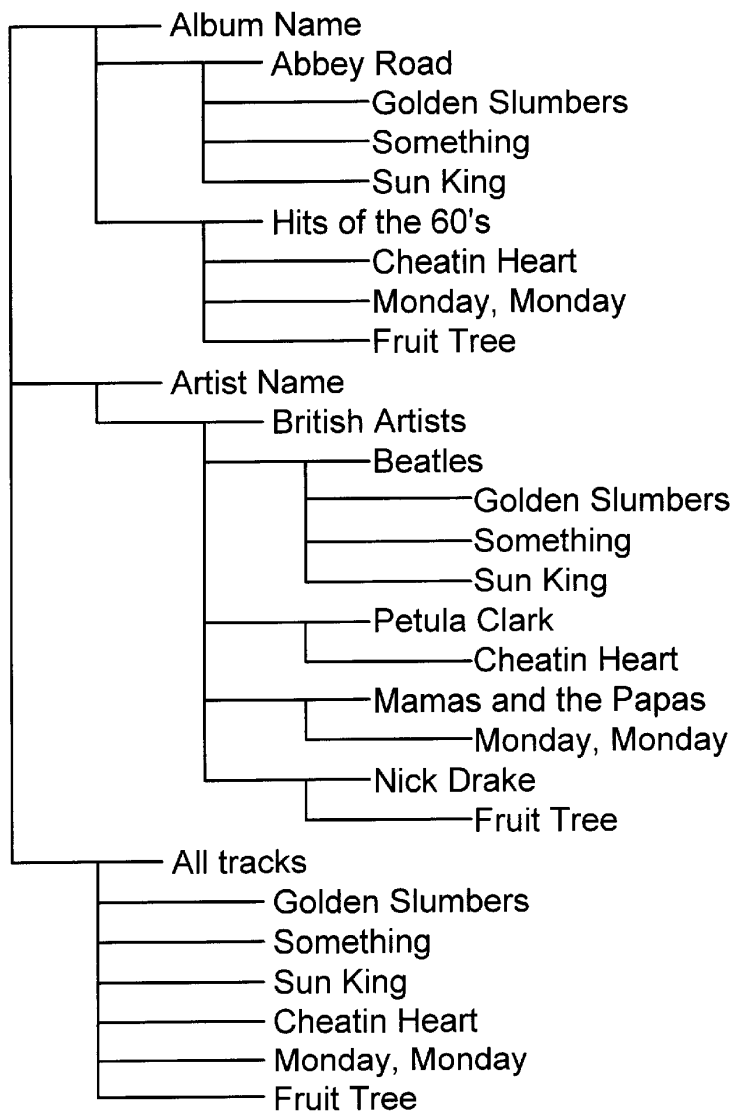 Album Name
Abbey Road
Golden Slumbers
Something
Sun King
Hits of the 60's
Cheatin Heart
Monday, Monday
Fruit Tree
Artist Name
British Artists
Beatles
Golden Slumbers
Something
Sun King
Petula Clark
Cheatin Heart
Mamas and the Papas
Monday, Monday
Nick Drake
Fruit Tree
All tracks
Golden Slumbers
Something
Sun King
Cheatin Heart
Monday, Monday
Fruit Tree